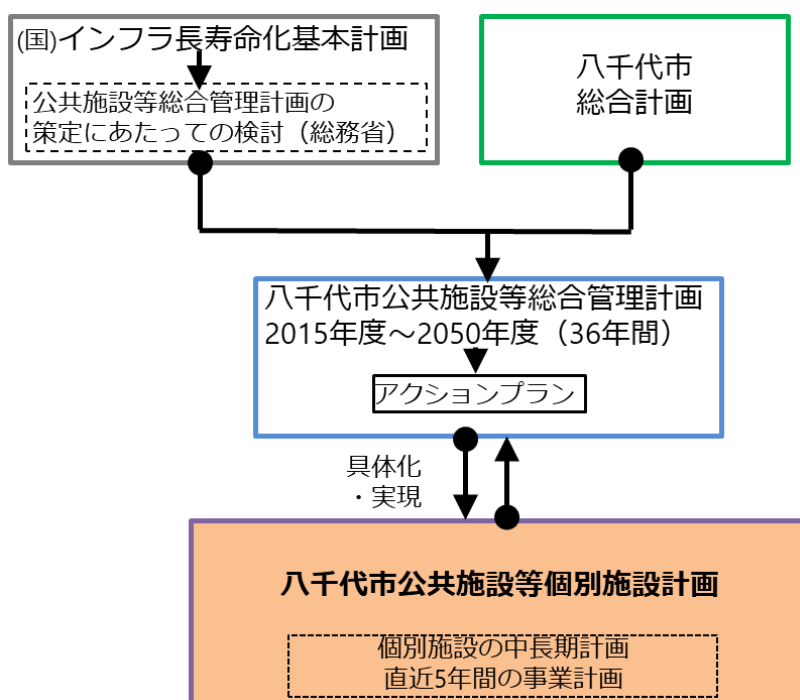 (国)インフラ長寿命化基本計画
公共施設等総合管理計画の
策定にあたっての検討（総務省）
八千代市
総合計画
八千代市公共施設等総合管理計画
2015年度～2050年度（36年間）
アクションプラン
具体化
・実現
八千代市公共施設等個別施設計画
個別施設の中長期計画
直近5年間の事業計画